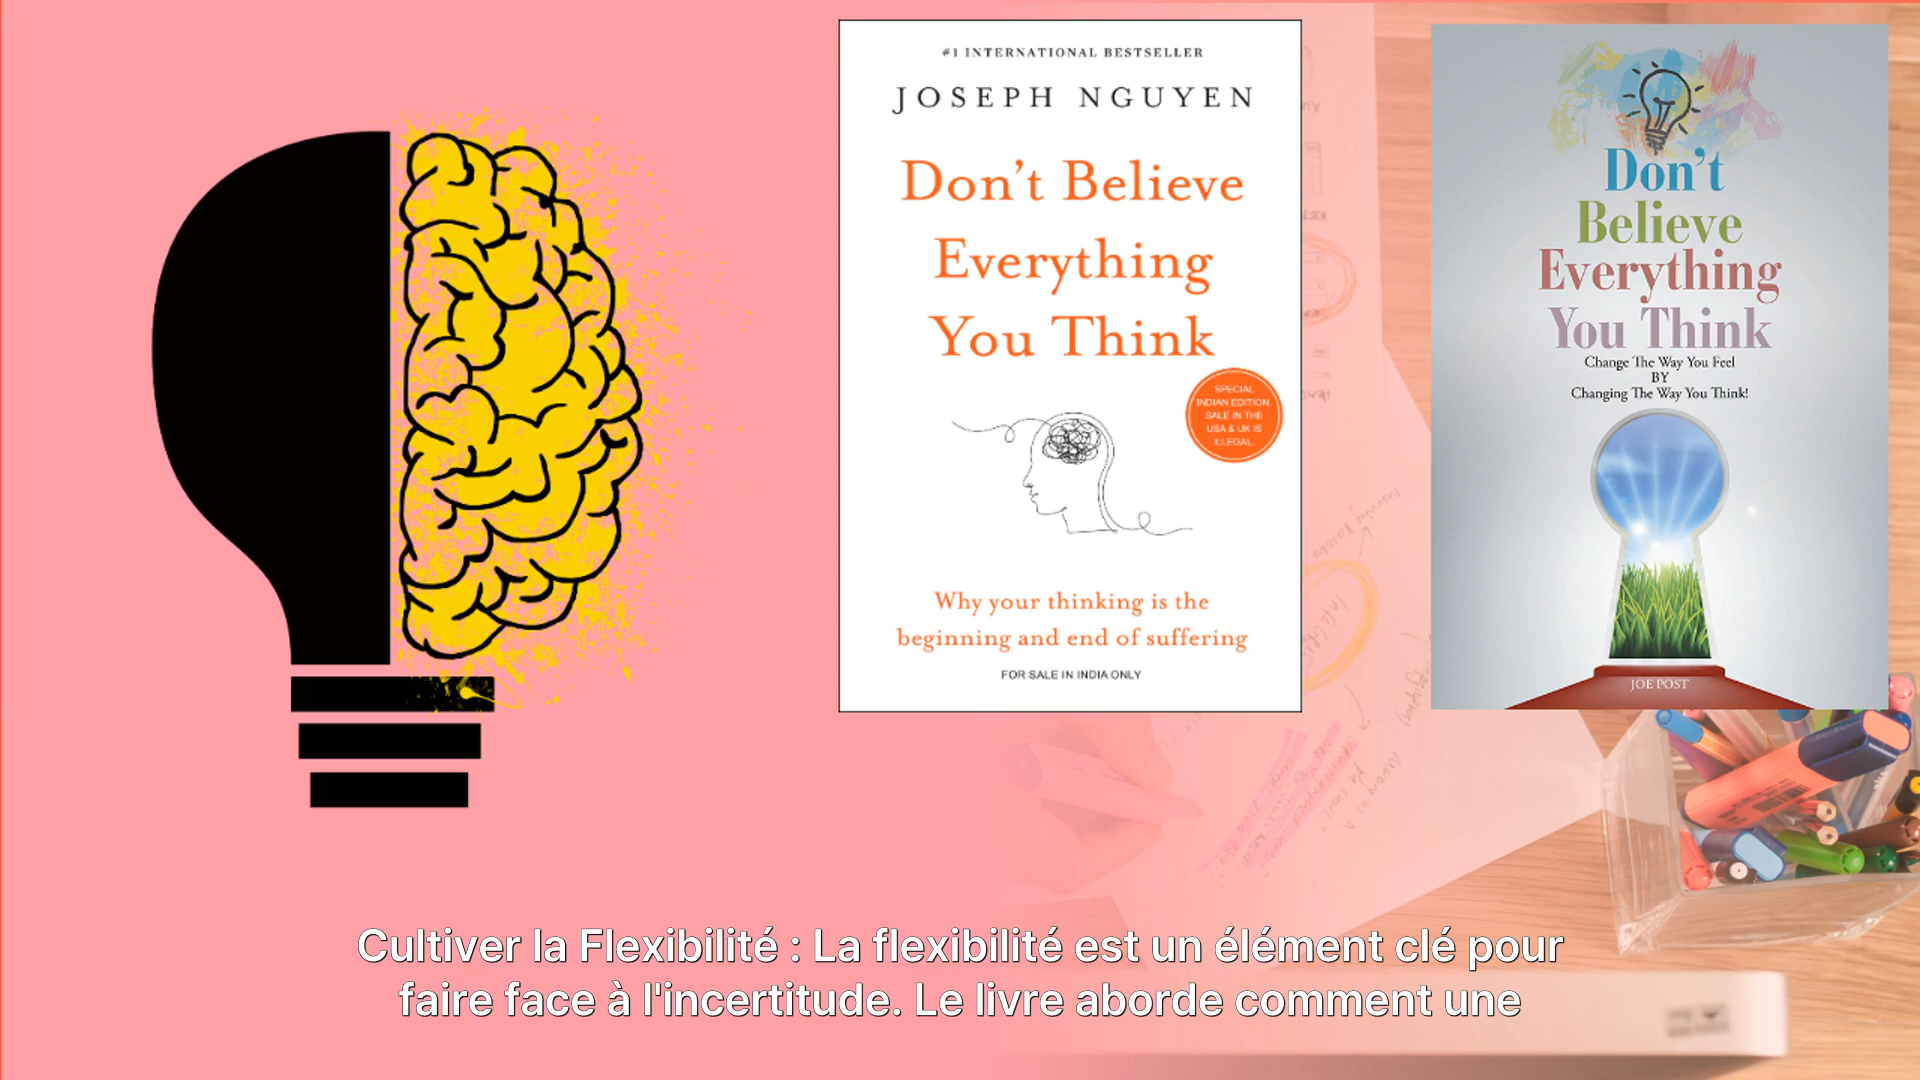 #1 INTERNATIONAL BESTSELLER
JOSEPH NGUYEN
Don't Believe
Everything
You Think
SPECIAL
INDIAN EDITION.
SALE IN THE
USA & UK IS
ILLEGAL
Why your thinking is the
beginning and end of suffering
FOR SALE IN INDIA ONLY
Don't
Believe
Everything
You Think
Change The Way You Feel
BY
Changing The Way You Think!
JOE POST
Cultiver la Flexibilité : La flexibilité est un élément clé pour
faire face à l'incertitude. Le livre aborde comment une